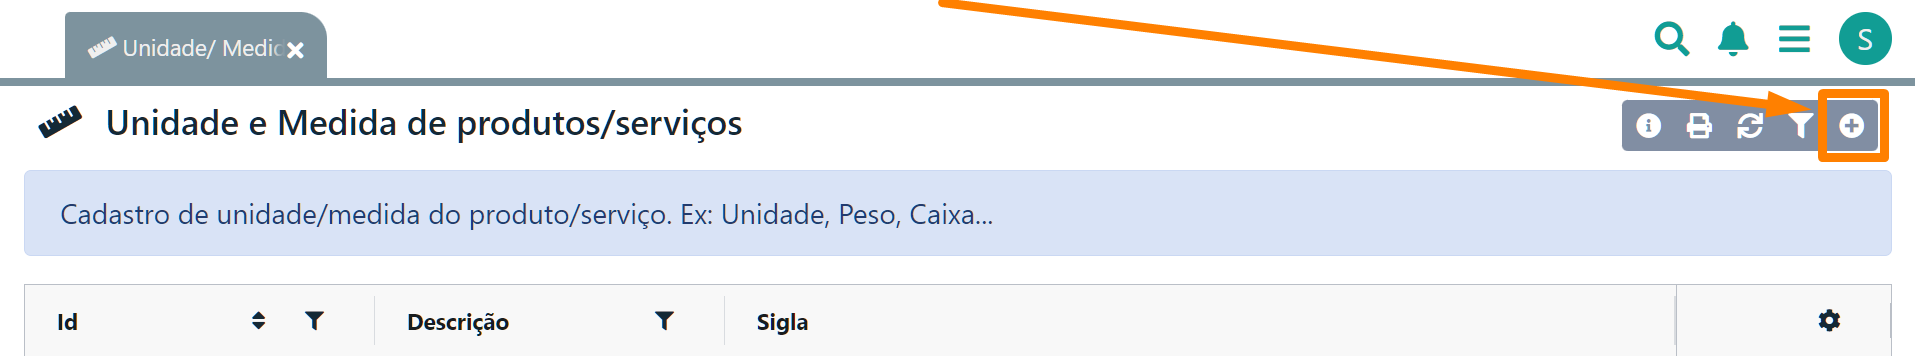 Unidade/ Medic
S
Unidade e Medida de produtos/serviços
Cadastro de unidade/medida do produto/serviço. Ex: Unidade, Peso, Caixa...
Id Descrição Sigla